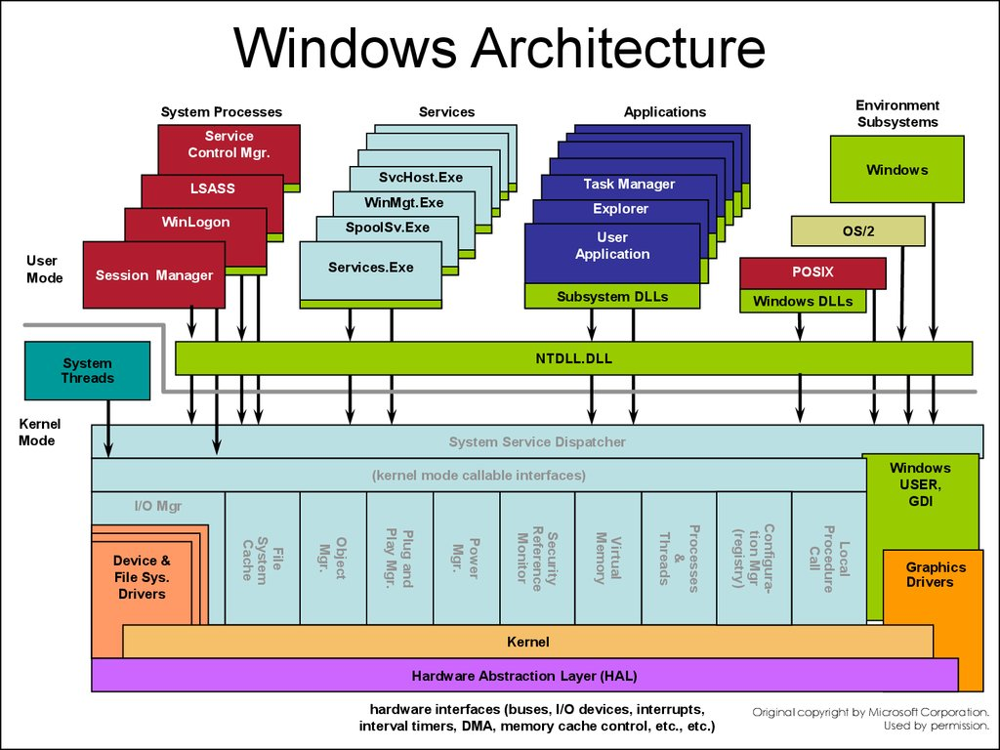 Windows Architecture
System Processes
Services
Applications
Environment
Subsystems
Service
Control Mgr.
LSASS
WinLogon
Session Manager
SvcHost.Exe
WinMgt.Exe
SpoolSv.Exe
Services.Exe
Task Manager
Explorer
User
Application
Subsystem DLLs
Windows
OS/2
POSIX
Windows DLLs
User
Mode
NTDLL.DLL
System
Threads
Kernel
Mode
System Service Dispatcher
(kernel mode callable interfaces)
Windows
USER,
GDI
I/O Mgr
Device &
File Sys.
Drivers
File
System
Cache
Object
Mgr.
Plug and
Play Mgr.
Power
Mgr.
Security
Reference
Monitor
Virtual
Memory
Processes
&
Threads
Configura-
tion Mgr
(registry)
Local
Procedure
Call
Graphics
Drivers
Kernel
Hardware Abstraction Layer (HAL)
hardware interfaces (buses, I/O devices, interrupts,
interval timers, DMA, memory cache control, etc., etc.)
Original copyright by Microsoft Corporation.
Used by permission.